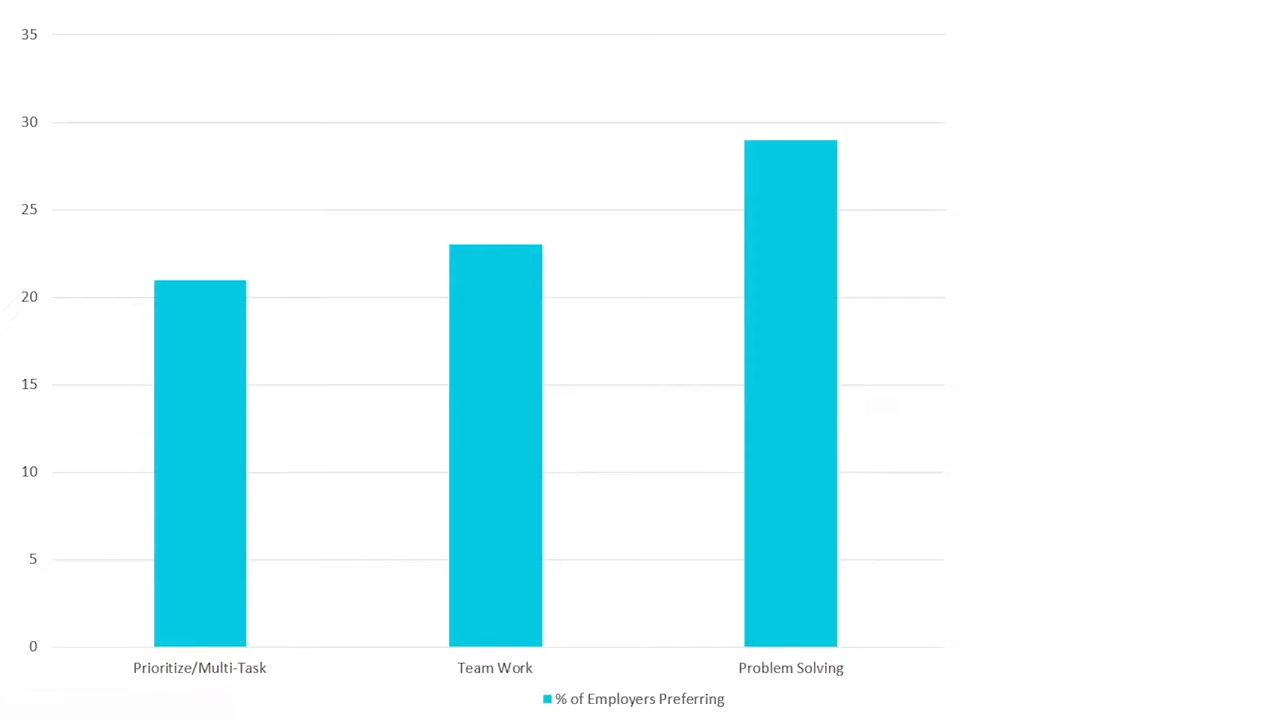 35
30
25
20
15
10
5
0
Prioritize/Multi-Task
Team Work
Problem Solving
% of Employers Preferring